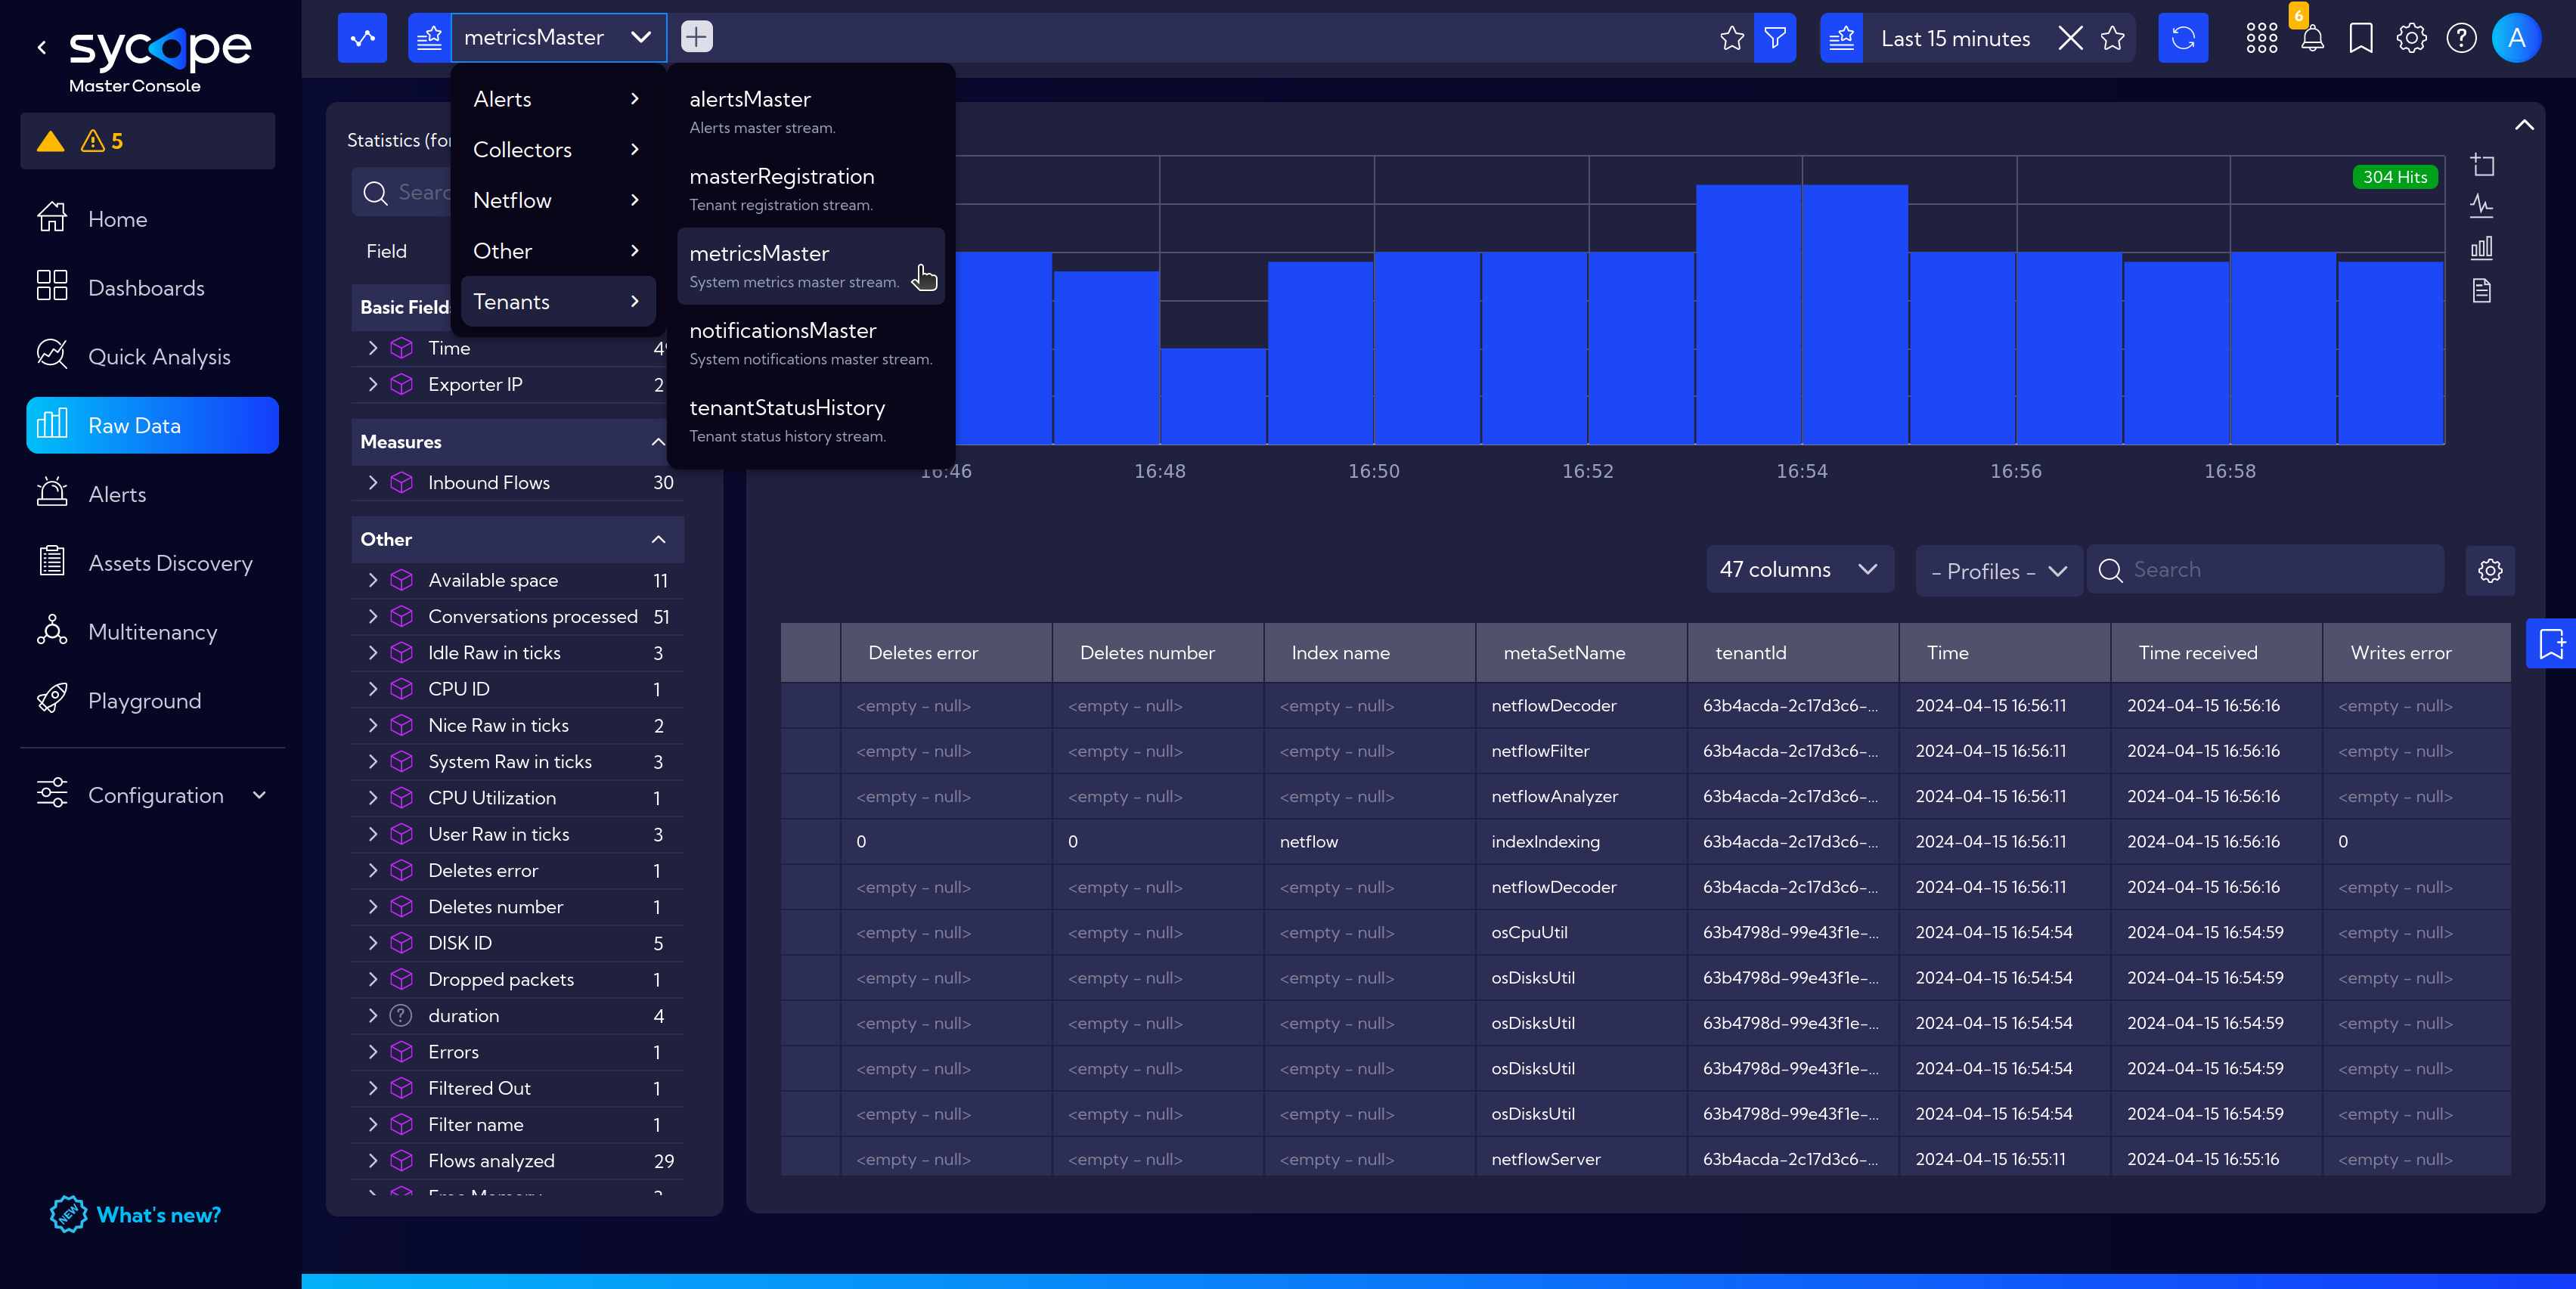 sycope
Master Console
5
Home
Dashboards
Quick Analysis
Raw Data
Alerts
Assets Discovery
Multitenancy
Playground
Configuration
NEW
What's new?
metricsMaster
Last 15 minutes
6
A
Alerts
Collectors
Netflow
Other
Tenants
alertsMaster
Alerts master stream.
masterRegistration
Tenant registration stream.
metricsMaster
System metrics master stream.
notificationsMaster
System notifications master stream.
tenantStatusHistory
Tenant status history stream.
Statistics (for
Searc
Field
Basic Field
Time 49
Exporter IP 2
Measures
Inbound Flows 30
Other
Available space 11
Conversations processed 51
Idle Raw in ticks 3
CPU ID 1
Nice Raw in ticks 2
System Raw in ticks 3
CPU Utilization 1
User Raw in ticks 3
Deletes error 1
Deletes number 1
DISK ID 5
Dropped packets 1
duration 4
Errors 1
Filtered Out 1
Filter name 1
Flows analyzed 29
304 Hits
16:46 16:48 16:50 16:52 16:54 16:56 16:58
47 columns - Profiles - Search
Deletes error Deletes number Index name metaSetName tenantId Time Time received Writes error
<empty - null> <empty - null> <empty - null> netflowDecoder 63b4acda-2c17d3c6-... 2024-04-15 16:56:11 2024-04-15 16:56:16 <empty - null>
<empty - null> <empty - null> <empty - null> netflowFilter 63b4acda-2c17d3c6-... 2024-04-15 16:56:11 2024-04-15 16:56:16 <empty - null>
<empty - null> <empty - null> <empty - null> netflowAnalyzer 63b4acda-2c17d3c6-... 2024-04-15 16:56:11 2024-04-15 16:56:16 <empty - null>
0 0 netflow indexIndexing 63b4acda-2c17d3c6-... 2024-04-15 16:56:11 2024-04-15 16:56:16 0
<empty - null> <empty - null> <empty - null> netflowDecoder 63b4acda-2c17d3c6-... 2024-04-15 16:56:11 2024-04-15 16:56:16 <empty - null>
<empty - null> <empty - null> <empty - null> osCpuUtil 63b4798d-99e43f1e-... 2024-04-15 16:54:54 2024-04-15 16:54:59 <empty - null>
<empty - null> <empty - null> <empty - null> osDisksUtil 63b4798d-99e43f1e-... 2024-04-15 16:54:54 2024-04-15 16:54:59 <empty - null>
<empty - null> <empty - null> <empty - null> osDisksUtil 63b4798d-99e43f1e-... 2024-04-15 16:54:54 2024-04-15 16:54:59 <empty - null>
<empty - null> <empty - null> <empty - null> osDisksUtil 63b4798d-99e43f1e-... 2024-04-15 16:54:54 2024-04-15 16:54:59 <empty - null>
<empty - null> <empty - null> <empty - null> osDisksUtil 63b4798d-99e43f1e-... 2024-04-15 16:54:54 2024-04-15 16:54:59 <empty - null>
<empty - null> <empty - null> <empty - null> netflowServer 63b4acda-2c17d3c6-... 2024-04-15 16:55:11 2024-04-15 16:55:16 <empty - null>